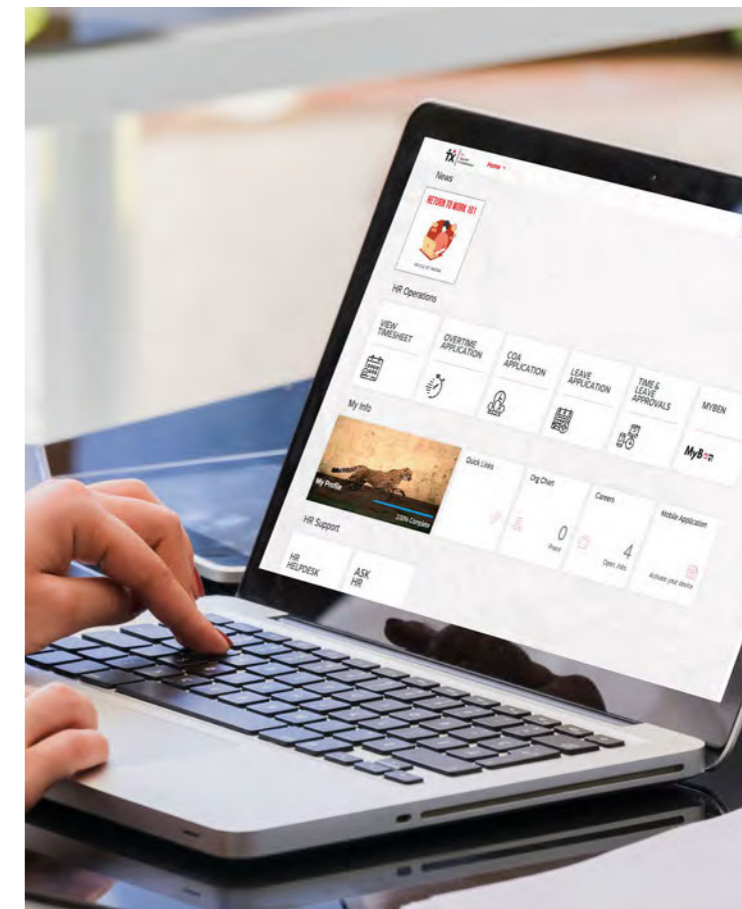 Home
News
RETURN TO WORK 101
HR Operations
VIEW
TIMESHEET
OVERTIME
APPLICATION
COA
APPLICATION
LEAVE
APPLICATION
TIME &
LEAVE
APPROVALS
MYBEN
MyBen
My Info
My Profile
100% Complete
Quick Links
Org Chart
0
Peers
Careers
4
Open Jobs
Mobile Application
Activate your device
HR Support
HR
HELPDESK
ASK
HR